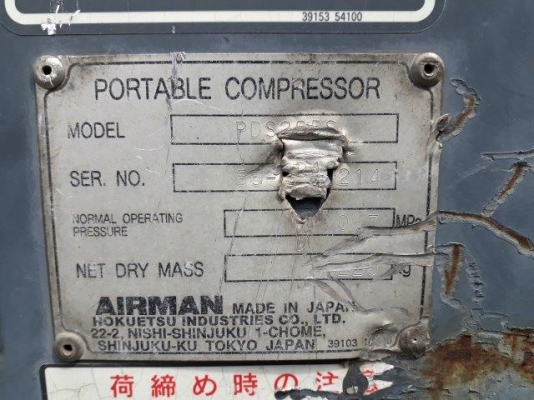 39153 54100
PORTABLE COMPRESSOR
MODEL
SER. NO.
NORMAL OPERATING
PRESSURE MPa
NET DRY MASS
AIRMAN MADE IN JAPAN
HOKUETSU INDUSTRIES CO., LTD.
22-2, NISHI-SHINJUKU 1-CHOME,
SHINJUKU-KU TOKYO JAPAN 39103
荷締め時の注